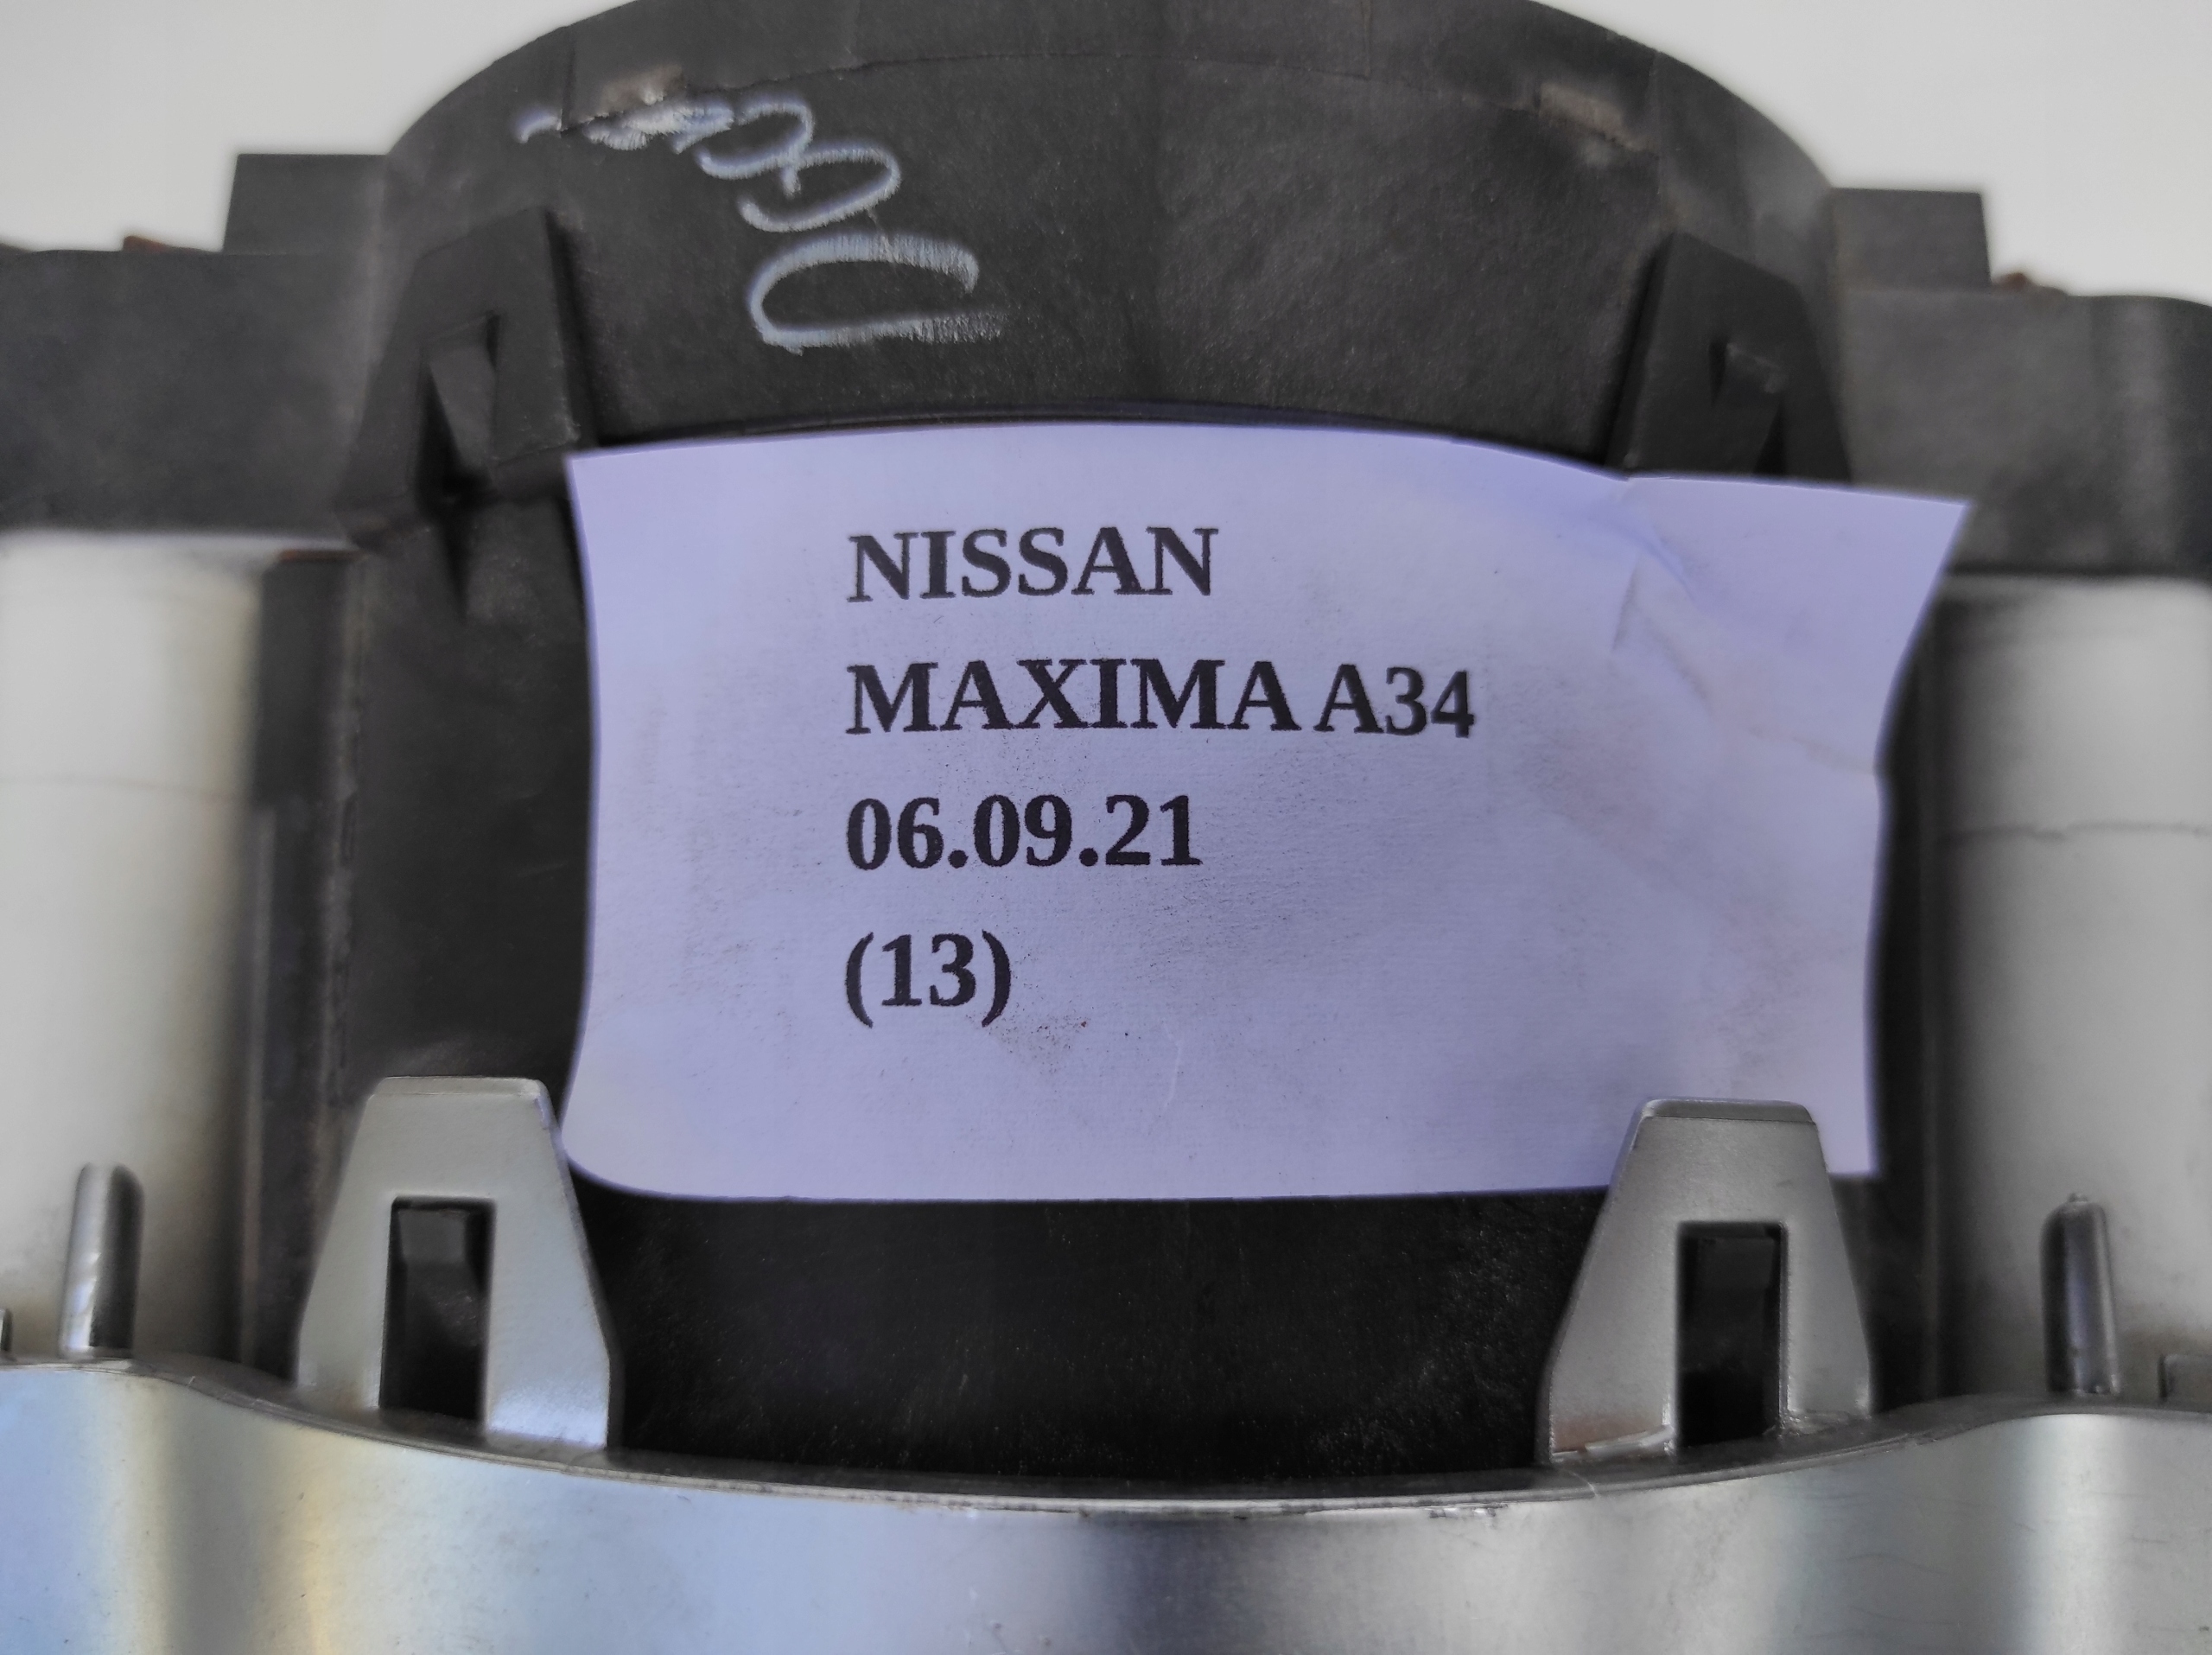 NISSAN
MAXIMA A34
06.09.21
(13)